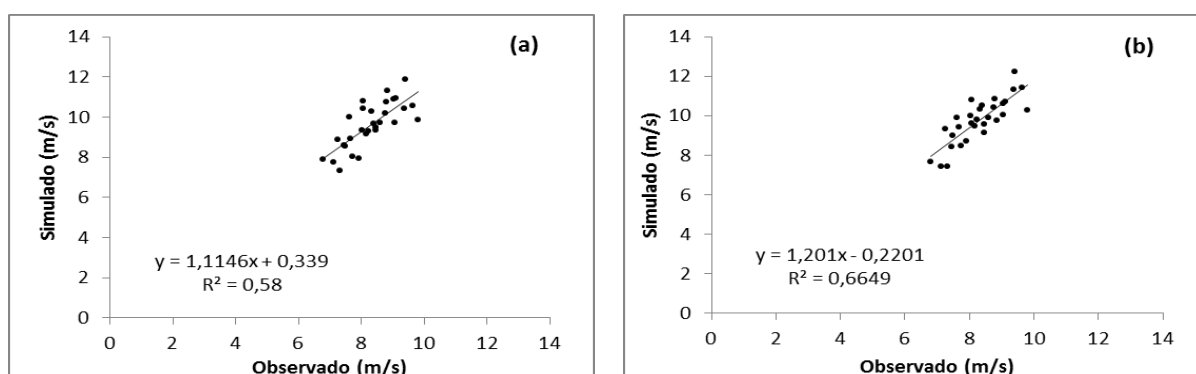 (a)
14
12
10
8
6
4
2
0
Simulado (m/s)
y = 1,1146x + 0,339
R² = 0,58
0 2 4 6 8 10 12 14
Observado (m/s)
(b)
14
12
10
8
6
4
2
0
Simulado (m/s)
y = 1,201x - 0,2201
R² = 0,6649
0 2 4 6 8 10 12 14
Observado (m/s)